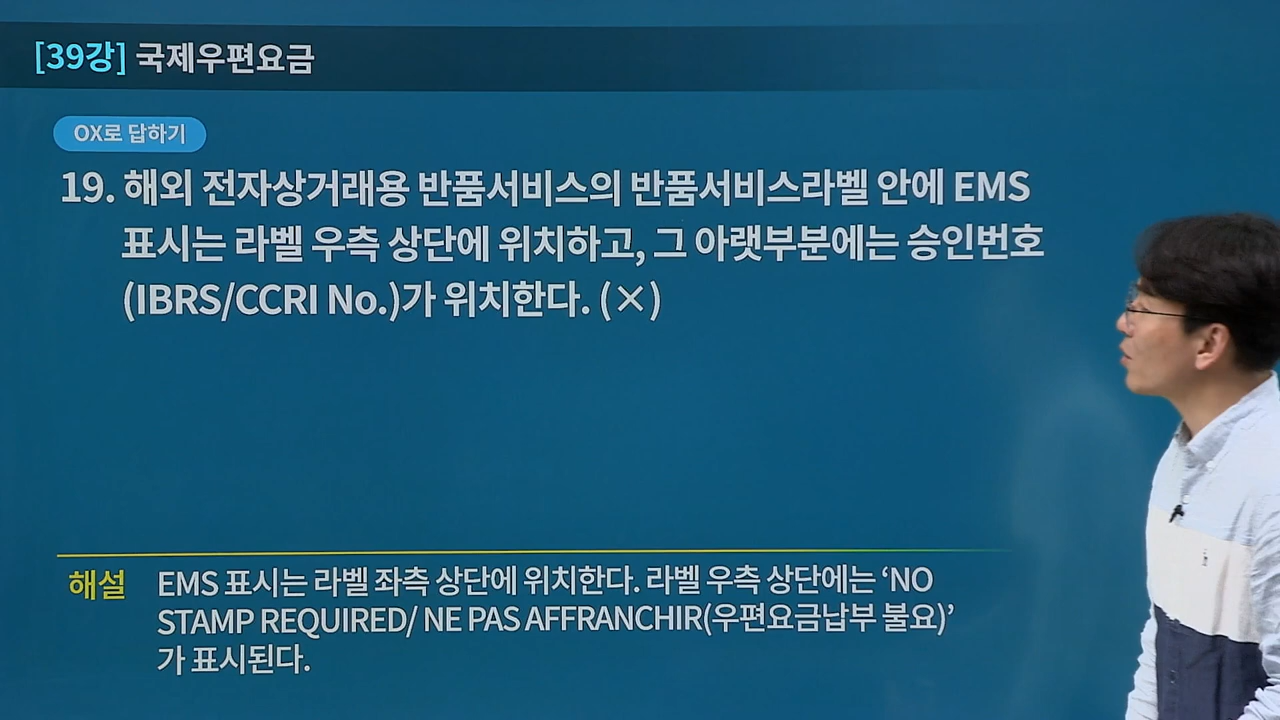 [39강] 국제우편요금
OX로 답하기
19. 해외 전자상거래용 반품서비스의 반품서비스라벨 안에 EMS
표시는 라벨 우측 상단에 위치하고, 그 아랫부분에는 승인번호
(IBRS/CCRI No.)가 위치한다. (×)
해설 EMS 표시는 라벨 좌측 상단에 위치한다. 라벨 우측 상단에는 ‘NO
STAMP REQUIRED/ NE PAS AFFRANCHIR(우편요금납부 불요)’
가 표시된다.